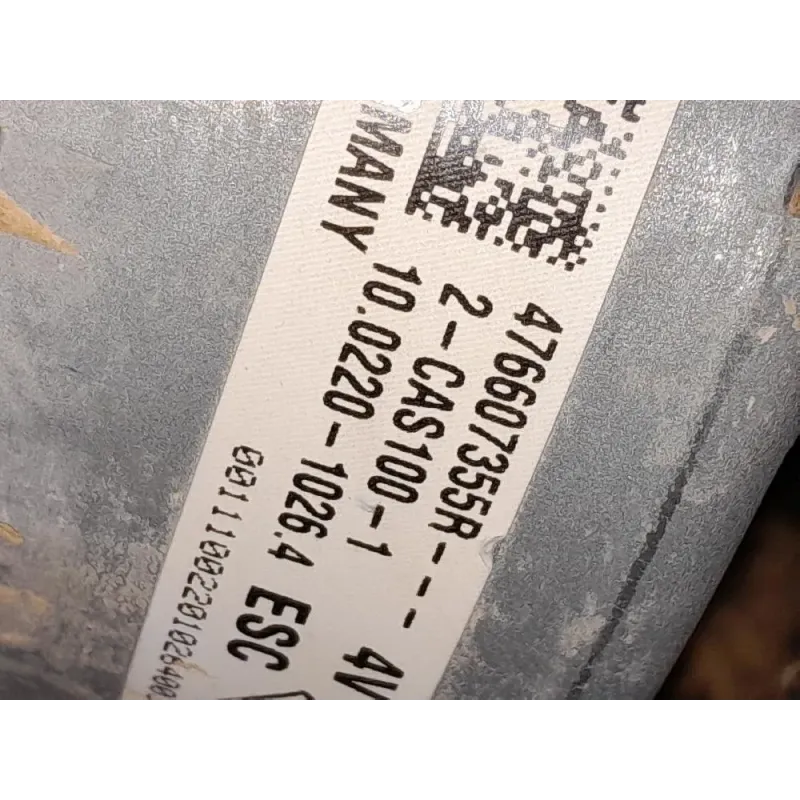 476607355R--- 4V
2-CAS100-1
10.0220-1026.4 ESC
MANY
00111002201026400